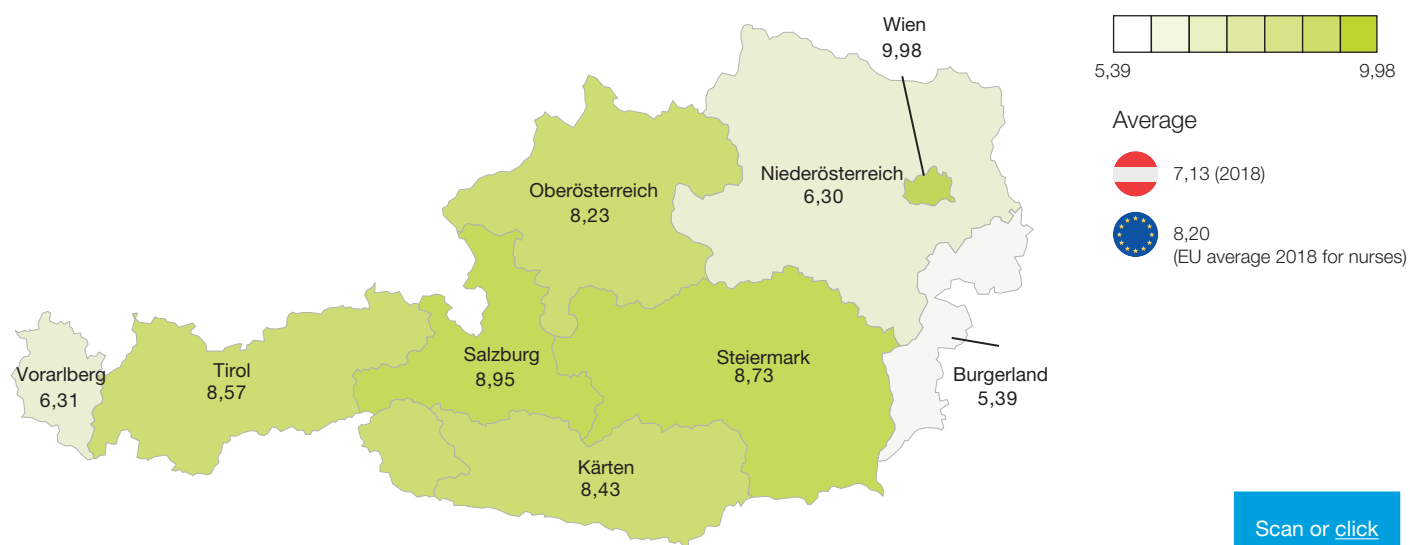 Wien
9,98
5,39
9,98
Average
7,13 (2018)
8,20
(EU average 2018 for nurses)
Niederösterreich
6,30
Oberösterreich
8,23
Salzburg
8,95
Steiermark
8,73
Vorarlberg
6,31
Tirol
8,57
Burgerland
5,39
Kärten
8,43
Scan or click